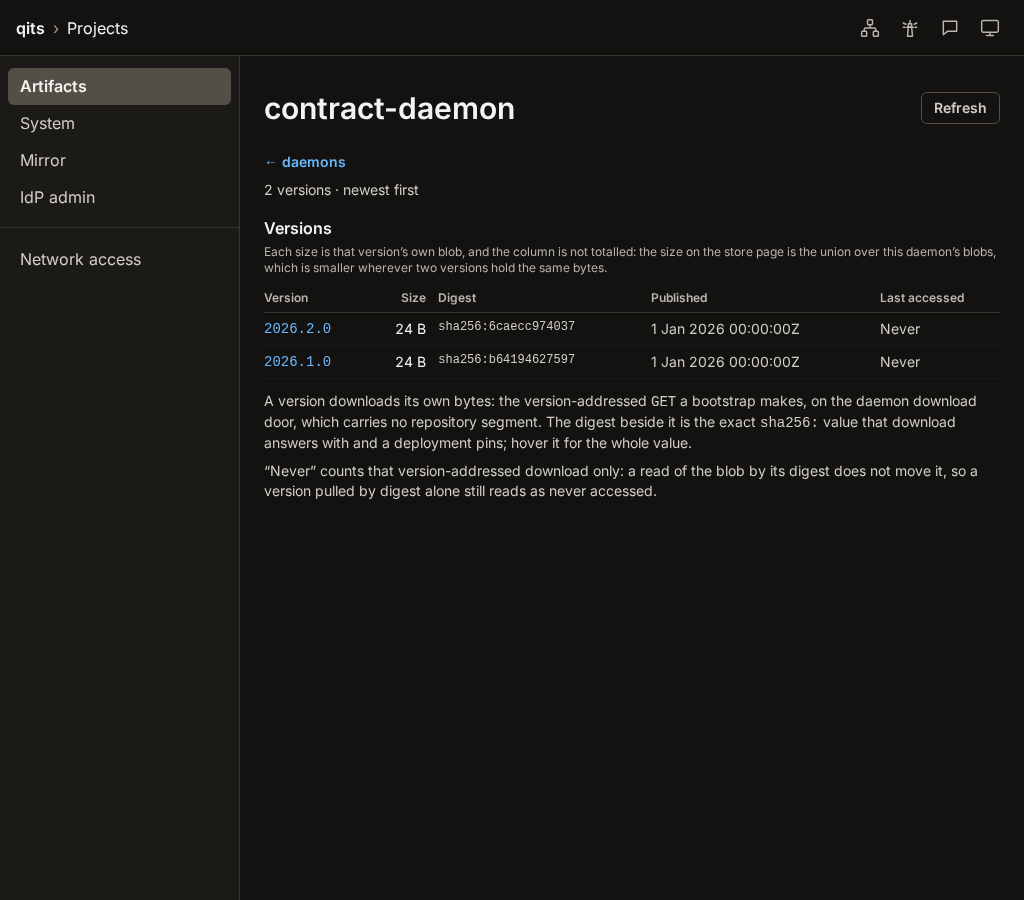 qits › Projects
Artifacts
System
Mirror
IdP admin
Network access
contract-daemon
Refresh
← daemons
2 versions · newest first
Versions
Each size is that version’s own blob, and the column is not totalled: the size on the store page is the union over this daemon’s blobs,
which is smaller wherever two versions hold the same bytes.
Version Size Digest Published Last accessed
2026.2.0 24 B sha256:6caecc974037 1 Jan 2026 00:00:00Z Never
2026.1.0 24 B sha256:b64194627597 1 Jan 2026 00:00:00Z Never
A version downloads its own bytes: the version-addressed GET a bootstrap makes, on the daemon download
door, which carries no repository segment. The digest beside it is the exact sha256: value that download
answers with and a deployment pins; hover it for the whole value.
“Never” counts that version-addressed download only: a read of the blob by its digest does not move it, so a
version pulled by digest alone still reads as never accessed.